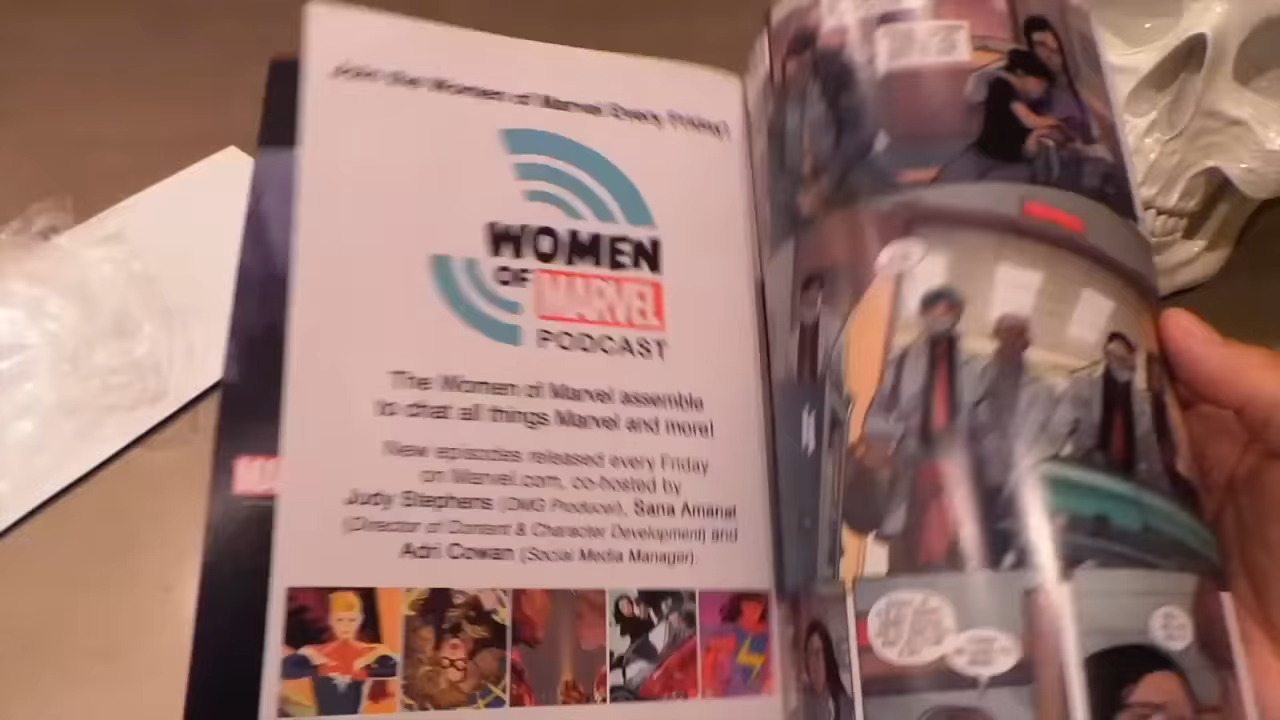 Join the Women of Marvel Every Friday!
WOMEN
OF MARVEL
PODCAST
The Women of Marvel assemble
to chat all things Marvel and more!
New episodes released every Friday
on Marvel.com, co-hosted by
Judy Stephens (DMG Producer), Sana Amanat
(Director of Content & Character Development) and
Adri Cowan (Social Media Manager).
MA